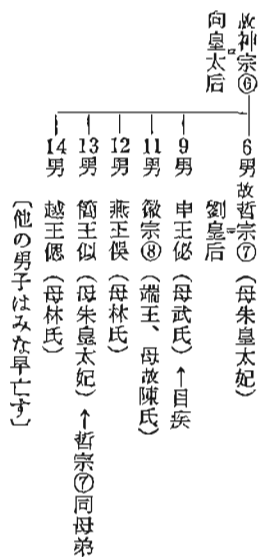 故神宗⑥
向皇太后
6男故哲宗⑦（母朱皇太妃）
劉皇后
9男 申王佖（母武氏）→目疾
11男 徽宗⑧（端王、母故陳氏）
12男 燕王俣（母林氏）
13男 簡王似（母朱皇太妃）→哲宗⑦同母弟
14男 越王偲（母林氏）
〔他の男子はみな早亡す〕